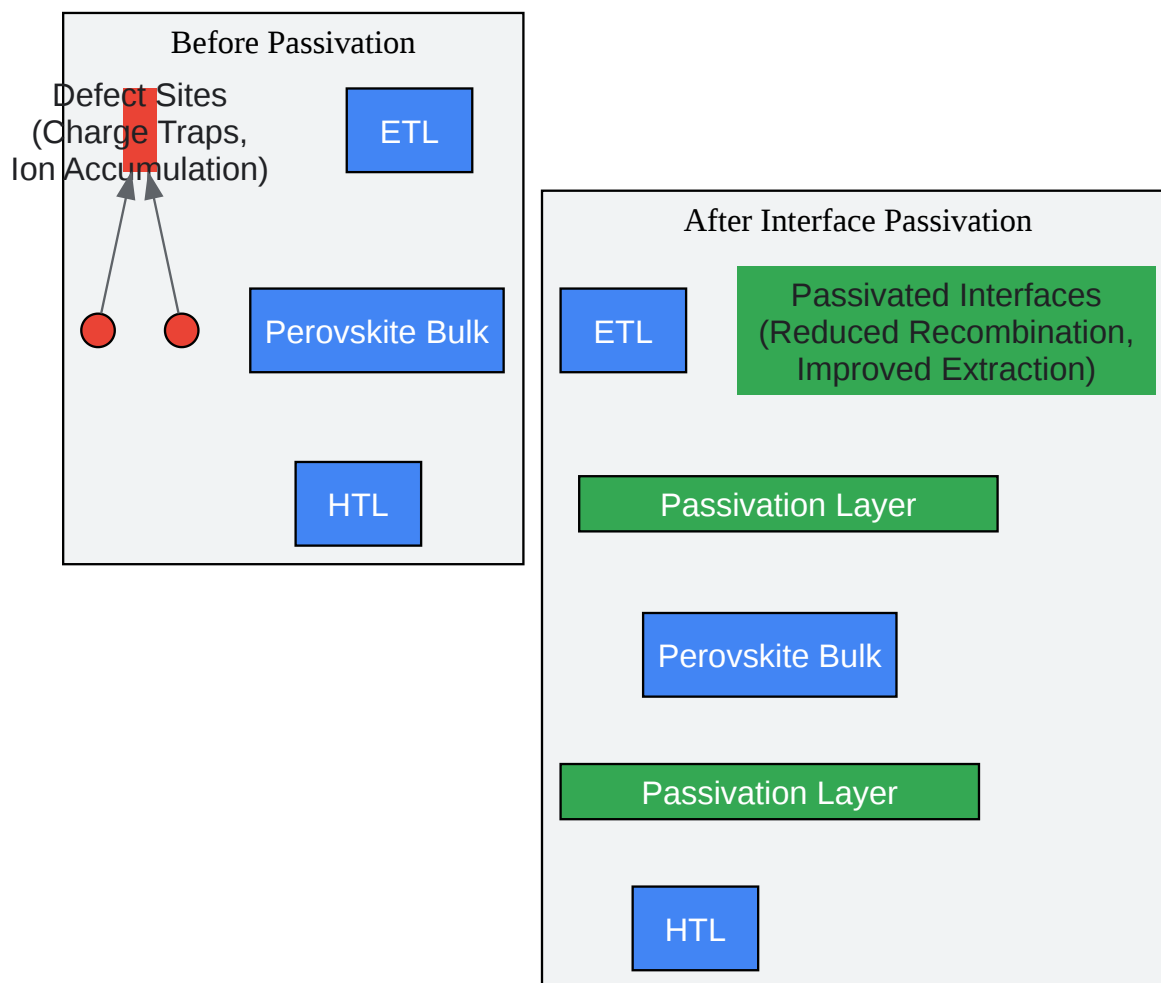 Before Passivation
Defect Sites
(Charge Traps,
Ion Accumulation)
ETL
Perovskite Bulk
HTL
After Interface Passivation
ETL
Passivated Interfaces
(Reduced Recombination,
Improved Extraction)
Passivation Layer
Perovskite Bulk
Passivation Layer
HTL